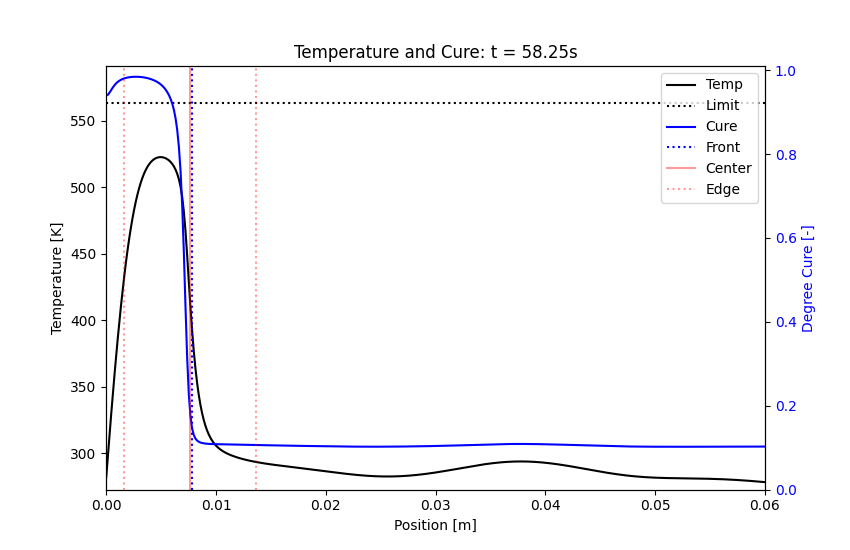 Temperature and Cure: t = 58.25s
Temperature [K]
550
500
450
400
350
300
Temp
Limit
Cure
Front
Center
Edge
1.0
0.8
0.6
0.4
0.2
0.0
Degree Cure [-]
0.00 0.01 0.02 0.03 0.04 0.05 0.06
Position [m]